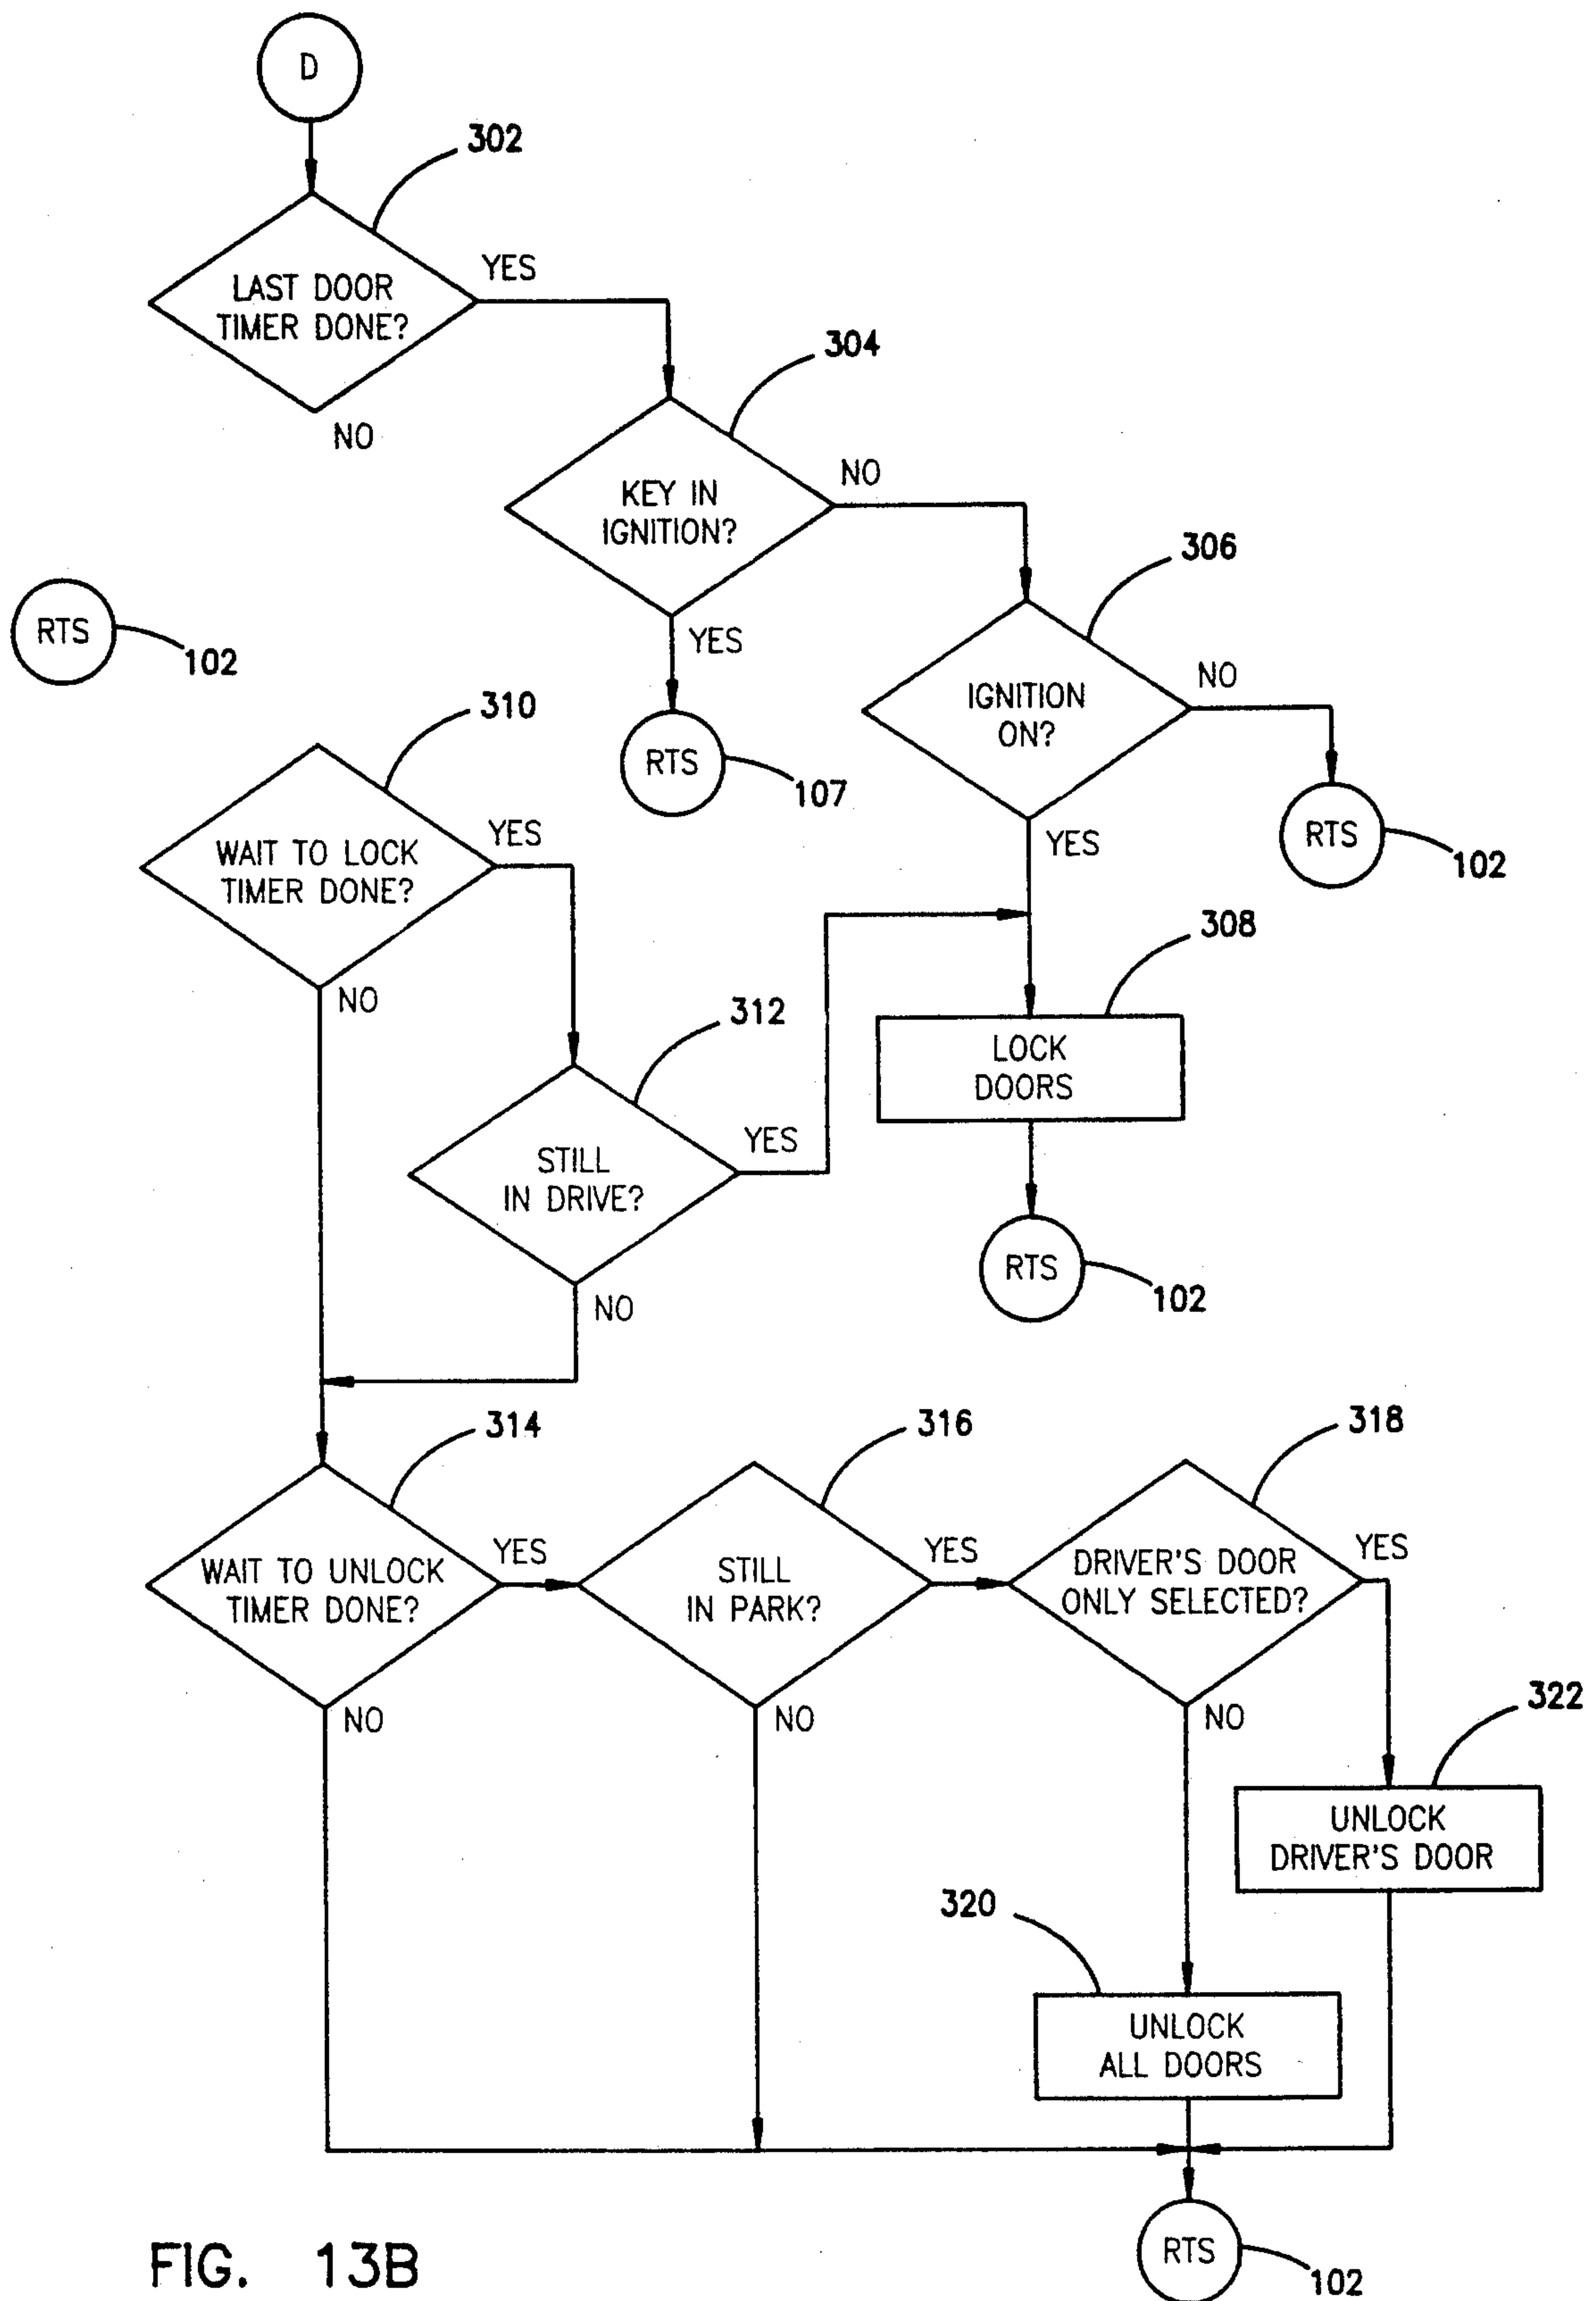 D
302
LAST DOOR
TIMER DONE?
YES
NO
304
KEY IN
IGNITION?
NO
YES
RTS
107
306
IGNITION
ON?
NO
YES
RTS
102
RTS
102
310
WAIT TO LOCK
TIMER DONE?
YES
NO
308
LOCK
DOORS
RTS
102
312
STILL
IN DRIVE?
YES
NO
314
WAIT TO UNLOCK
TIMER DONE?
YES
NO
316
STILL
IN PARK?
YES
NO
318
DRIVER'S DOOR
ONLY SELECTED?
YES
NO
322
UNLOCK
DRIVER'S DOOR
320
UNLOCK
ALL DOORS
RTS
102
FIG. 13B